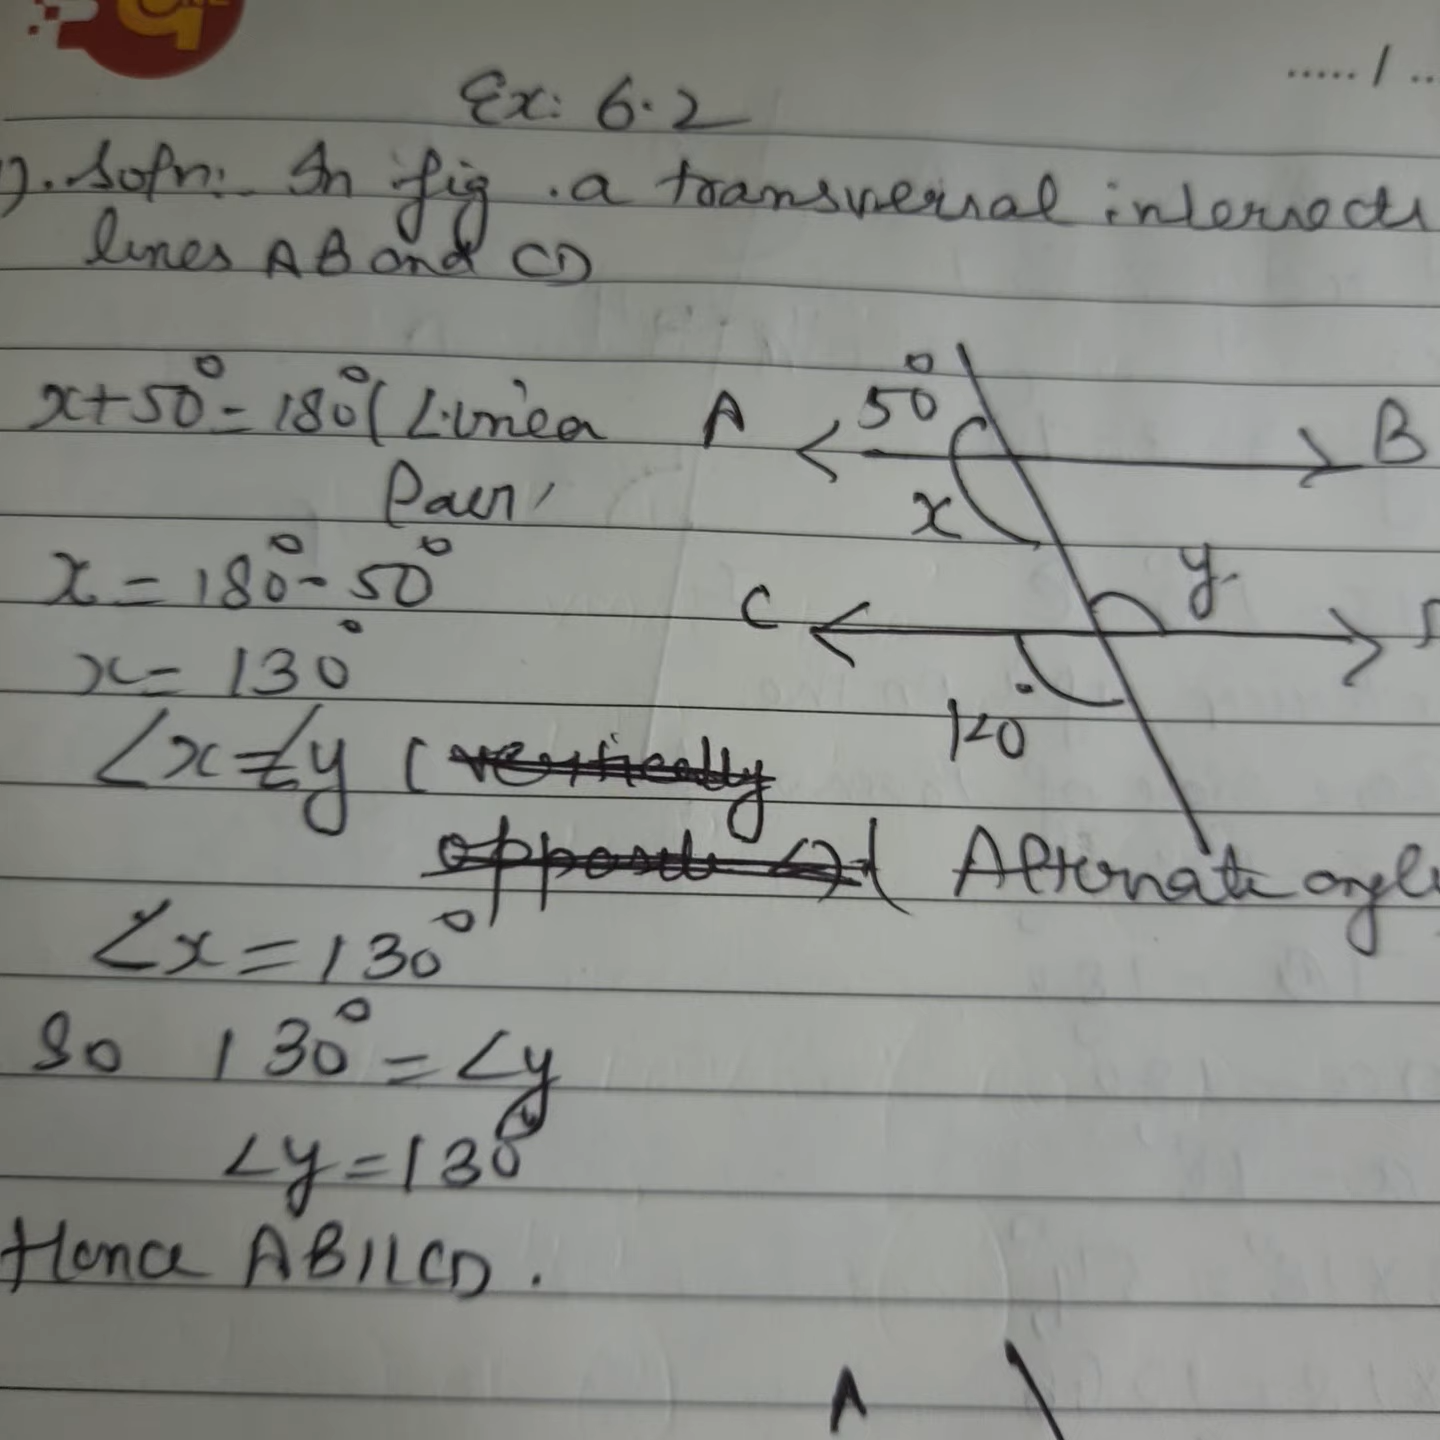 Ex: 6.2
1). Soln: In fig. a transversal intersects
lines AB and CD
x+50°=180° (Linear
Pair)
x=180°-50°
x=130°
50°
A
B
x
y
C
120
∠x=∠y ( vertically
opposite ∠) ( Alternate angle
∠x=130°
So 130°=∠y
∠y=130°
Hence AB||CD.
A